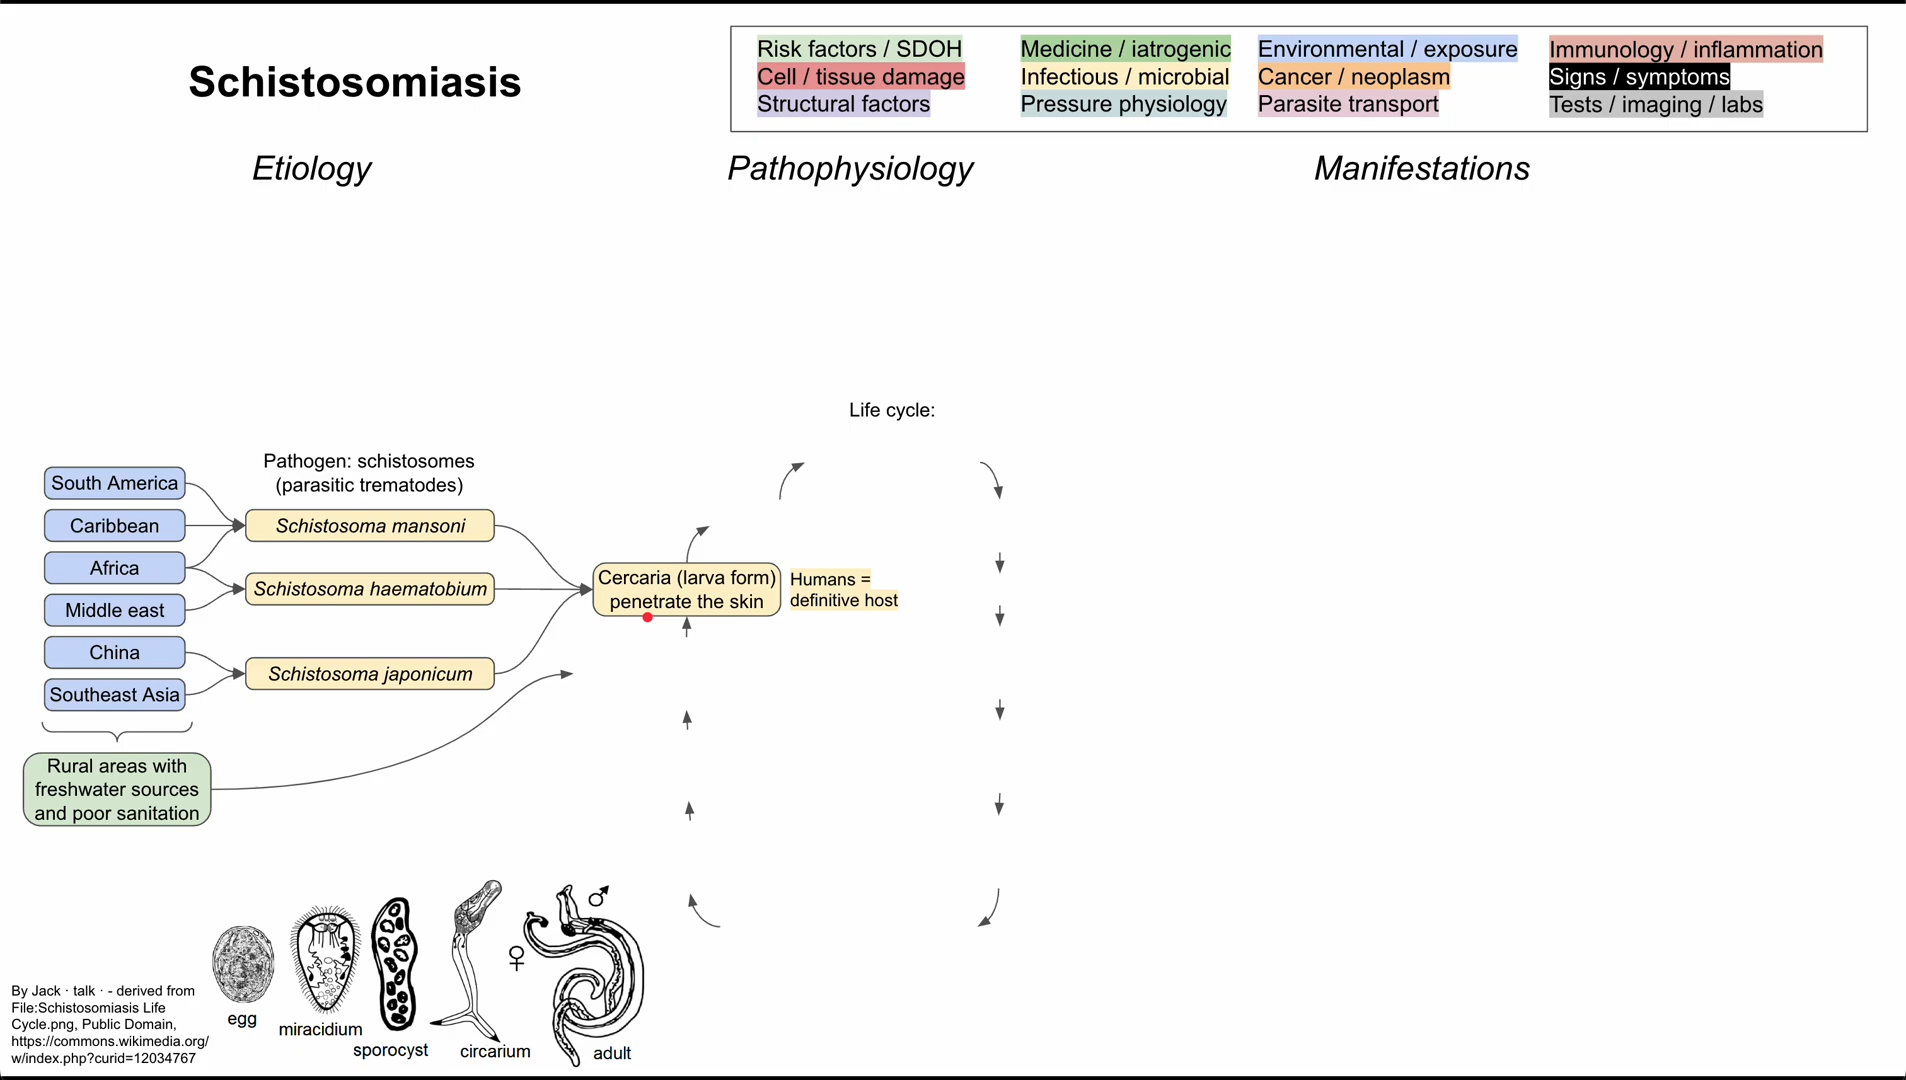 Schistosomiasis
Risk factors / SDOH
Cell / tissue damage
Structural factors
Medicine / iatrogenic
Infectious / microbial
Pressure physiology
Environmental / exposure
Cancer / neoplasm
Parasite transport
Immunology / inflammation
Signs / symptoms
Tests / imaging / labs
Etiology
Pathophysiology
Manifestations
Life cycle:
South America
Caribbean
Africa
Middle east
China
Southeast Asia
Rural areas with
freshwater sources
and poor sanitation
Pathogen: schistosomes
(parasitic trematodes)
Schistosoma mansoni
Schistosoma haematobium
Schistosoma japonicum
Cercaria (larva form)
penetrate the skin
Humans =
definitive host
By Jack · talk · - derived from
File:Schistosomiasis Life
Cycle.png, Public Domain,
https://commons.wikimedia.org/
w/index.php?curid=12034767
egg
miracidium
sporocyst
circarium
♀
♂
adult